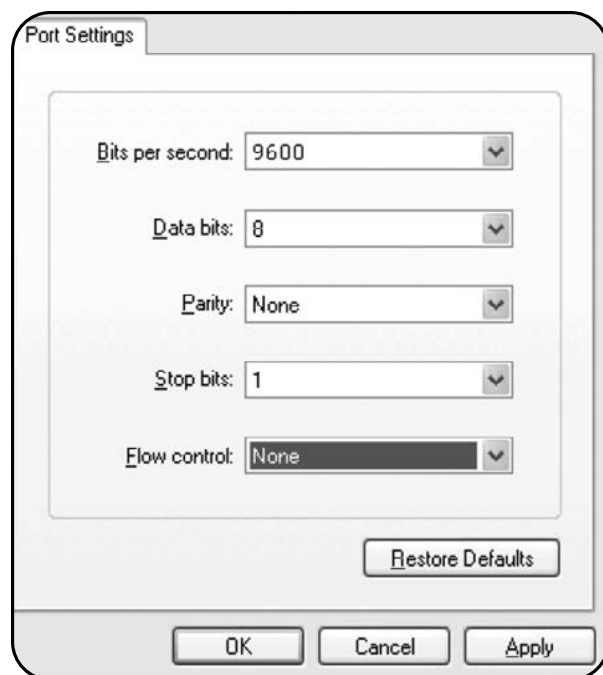 Port Settings
Bits per second: 9600
Data bits: 8
Parity: None
Stop bits: 1
Flow control: None
Restore Defaults
OK Cancel Apply